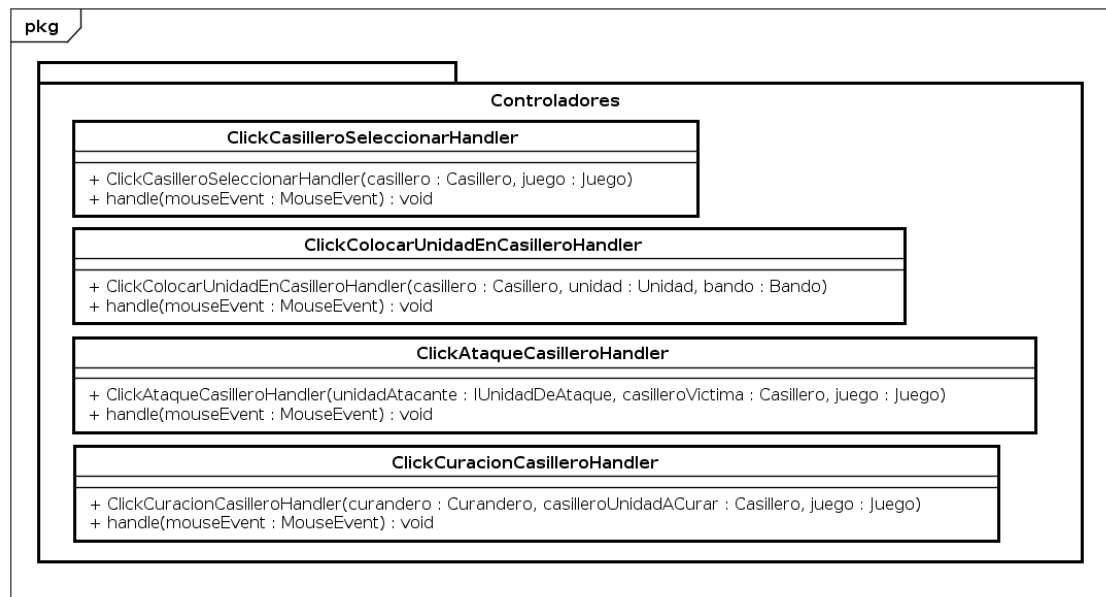 pkg
Controladores
ClickCasilleroSeleccionarHandler
+ ClickCasilleroSeleccionarHandler(casillero : Casillero, juego : Juego)
+ handle(mouseEvent : MouseEvent) : void
ClickColocarUnidadEnCasilleroHandler
+ ClickColocarUnidadEnCasilleroHandler(casillero : Casillero, unidad : Unidad, bando : Bando)
+ handle(mouseEvent : MouseEvent) : void
ClickAtaqueCasilleroHandler
+ ClickAtaqueCasilleroHandler(unidadAtacante : IUnidadDeAtaque, casilleroVictima : Casillero, juego : Juego)
+ handle(mouseEvent : MouseEvent) : void
ClickCuracionCasilleroHandler
+ ClickCuracionCasilleroHandler(curandero : Curandero, casilleroUnidadACurar : Casillero, juego : Juego)
+ handle(mouseEvent : MouseEvent) : void